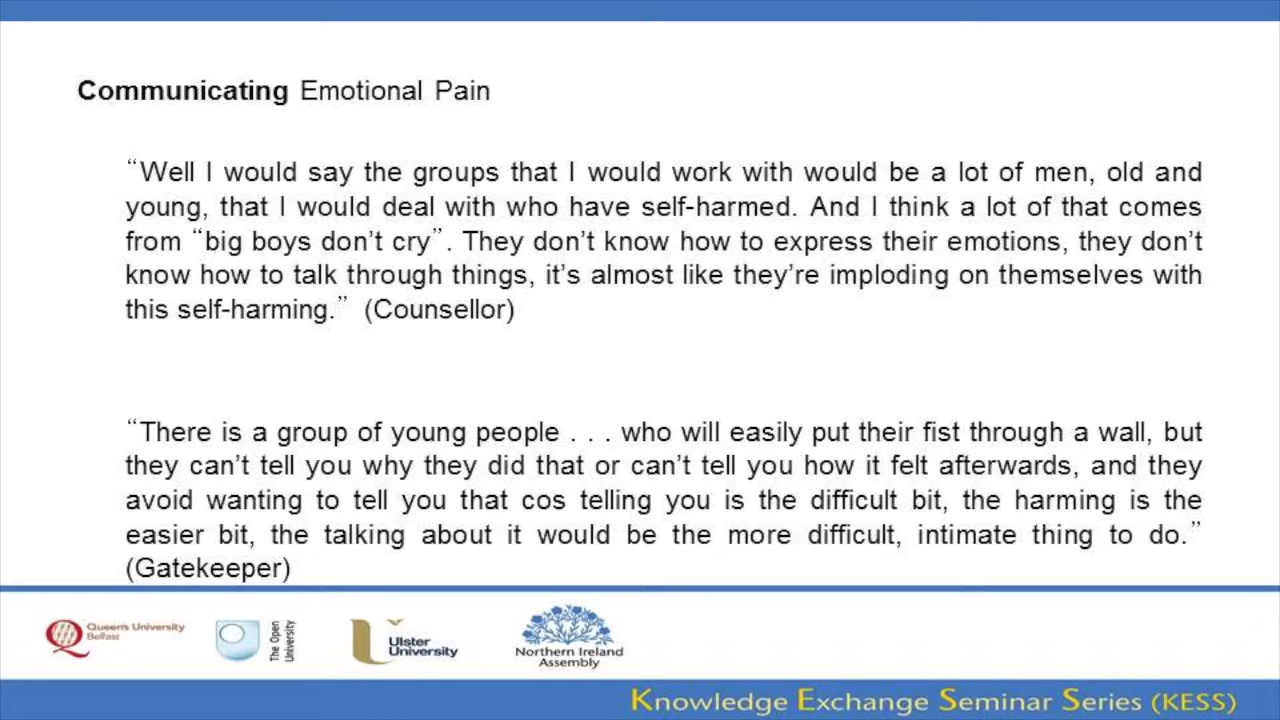 Communicating Emotional Pain
“Well I would say the groups that I would work with would be a lot of men, old and
young, that I would deal with who have self-harmed. And I think a lot of that comes
from “big boys don’t cry”. They don’t know how to express their emotions, they don’t
know how to talk through things, it’s almost like they’re imploding on themselves with
this self-harming.” (Counsellor)
“There is a group of young people . . . who will easily put their fist through a wall, but
they can’t tell you why they did that or can’t tell you how it felt afterwards, and they
avoid wanting to tell you that cos telling you is the difficult bit, the harming is the
easier bit, the talking about it would be the more difficult, intimate thing to do.”
(Gatekeeper)
Queen's University
Belfast
The Open
University
Ulster
University
Northern Ireland
Assembly
Knowledge Exchange Seminar Series (KESS)